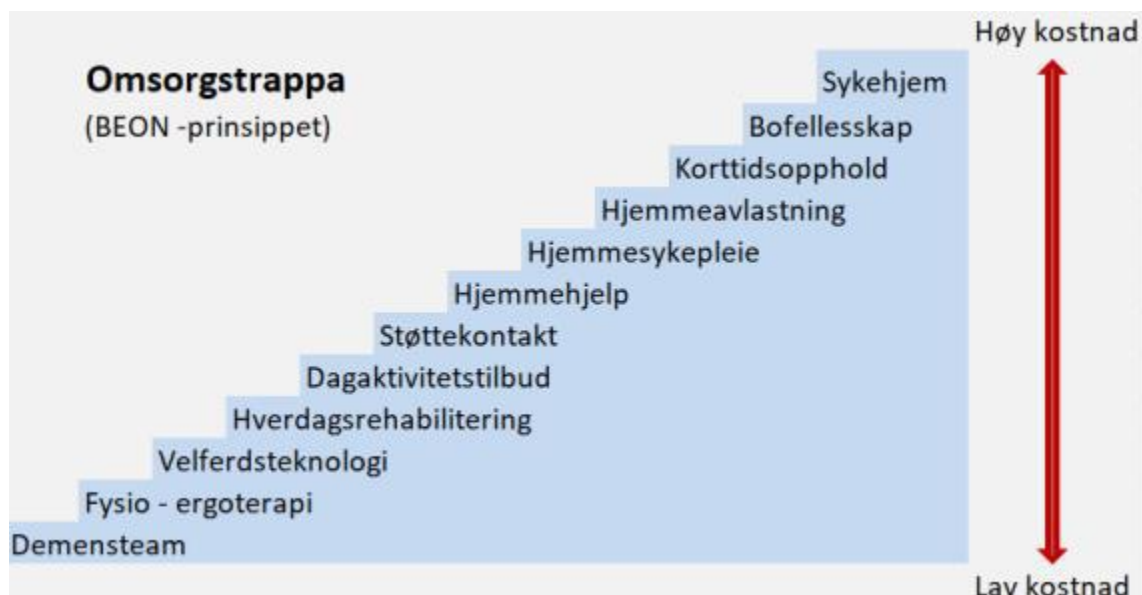 Høy kostnad
Omsorgstrappa
(BEON -prinsippet)
Sykehjem
Bofellesskap
Korttidsopphold
Hjemmeavlastning
Hjemmesykepleie
Hjemmehjelp
Støttekontakt
Dagaktivitetstilbud
Hverdagsrehabilitering
Velferdsteknologi
Fysio - ergoterapi
Demensteam
Lav kostnad